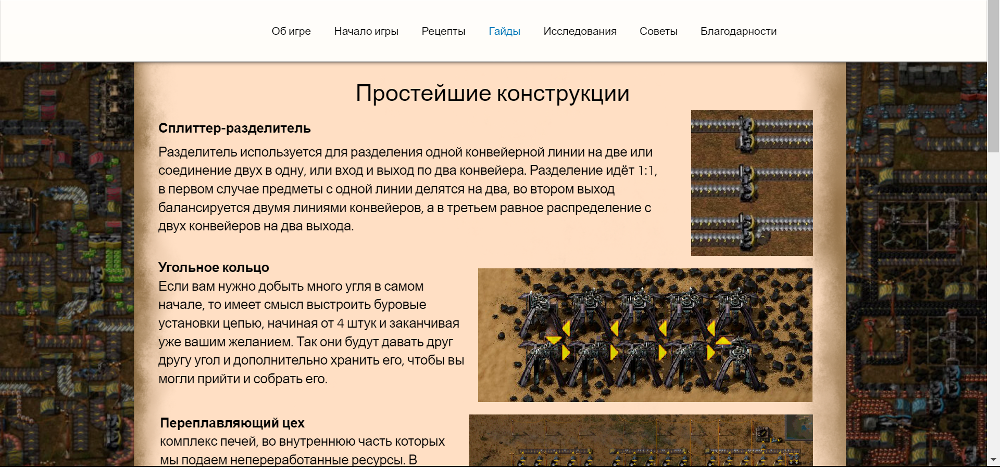 Об игре Начало игры Рецепты Гайды Исследования Советы Благодарности
Простейшие конструкции
Сплиттер-разделитель
Разделитель используется для разделения одной конвейерной линии на две или
соединение двух в одну, или вход и выход по два конвейера. Разделение идёт 1:1,
в первом случае предметы с одной линии делятся на два, во втором выход
балансируется двумя линиями конвейеров, а в третьем равное распределение с
двух конвейеров на два выхода.
Угольное кольцо
Если вам нужно добыть много угля в самом
начале, то имеет смысл выстроить буровые
установки цепью, начиная от 4 штук и заканчивая
уже вашим желанием. Так они будут давать друг
другу угол и дополнительно хранить его, чтобы вы
могли прийти и собрать его.
Переплавляющий цех
комплекс печей, во внутреннюю часть которых
мы подаем непереработанные ресурсы. В